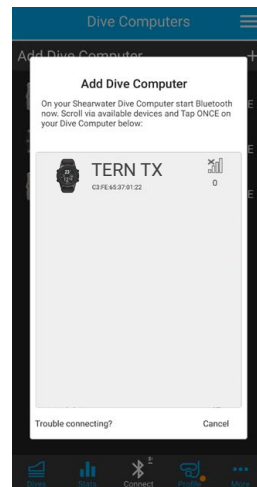 Dive Computers
Add Dive Computer +
Add Dive Computer
On your Shearwater Dive Computer start Bluetooth
now. Scroll via available devices and Tap ONCE on
your Dive Computer below:
TERN TX
C3:FE:65:37:01:22
0
E
E
E
Trouble connecting? Cancel
Dives Stats Connect Profile More